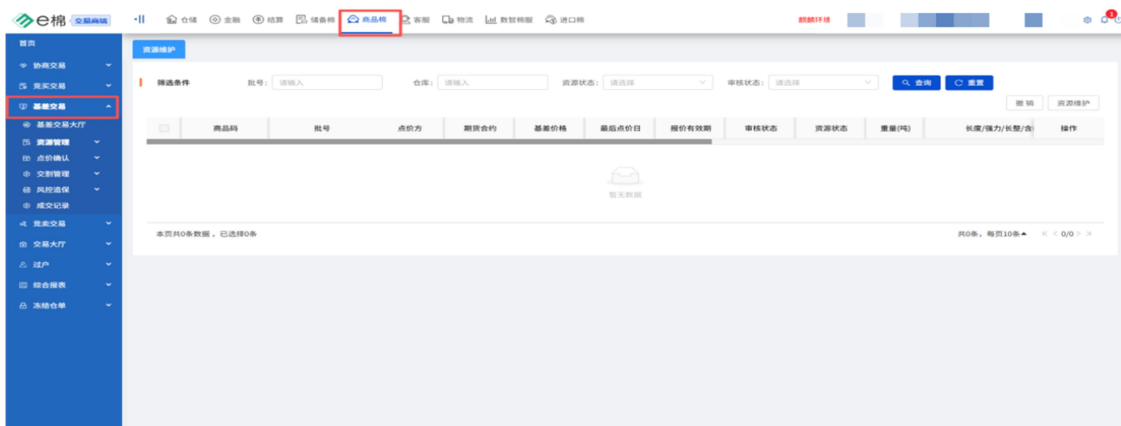 e棉 交易商端 仓储 金融 结算 储备棉 商品棉 客服 物流 数智棉服 进口棉 麒麟环境 1
首页
资源维护
协商交易
竞买交易
基差交易
基差交易大厅
资源管理
点价确认
交割管理
风控追保
成交记录
竞卖交易
交易大厅
过户
综合报表
冻结仓单
筛选条件 批号: 请输入 仓库: 请输入 资源状态: 请选择 审核状态: 请选择 查询 重置
撤销 资源维护
商品码 批号 点价方 期货合约 基差价格 最后点价日 报价有效期 审核状态 资源状态 重量(吨) 长度/强力/长整/含 操作
暂无数据
本页共0条数据，已选择0条 共0条，每页10条 0/0